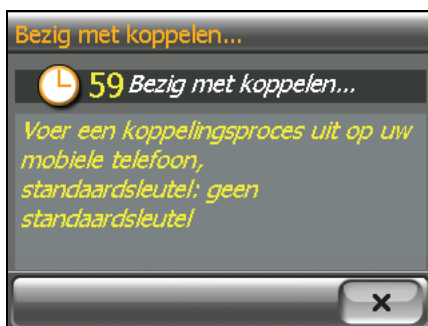 Bezig met koppelen...
59 Bezig met koppelen...
Voer een koppelingsproces uit op uw
mobiele telefoon,
standaardsleutel: geen
standaardsleutel